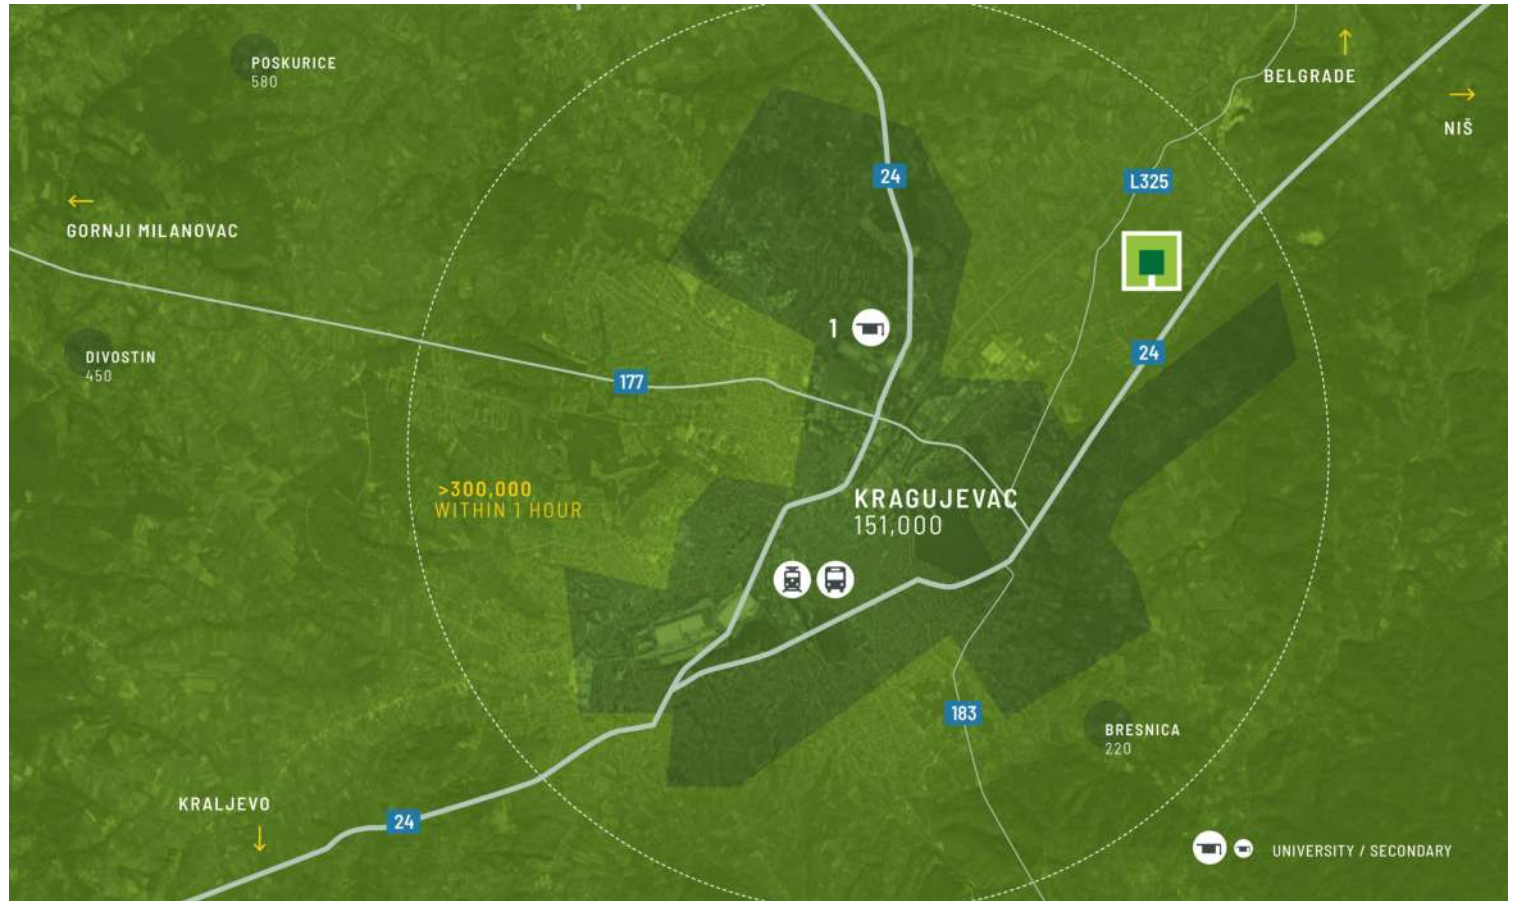 POSKURICE
580
BELGRADE
NIŠ
24
L325
GORNJI MILANOVAC
1
DIVOSTIN
450
24
177
>300,000
WITHIN 1 HOUR
KRAGUJEVAC
151,000
183
BRESNICA
220
KRALJEVO
24
UNIVERSITY / SECONDARY